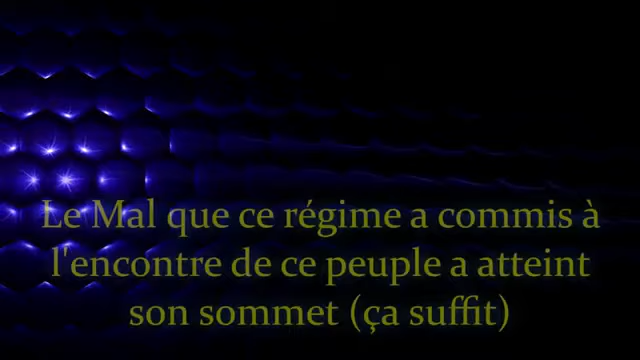 Le Mal que ce régime a commis à
l'encontre de ce peuple a atteint
son sommet (ça suffit)